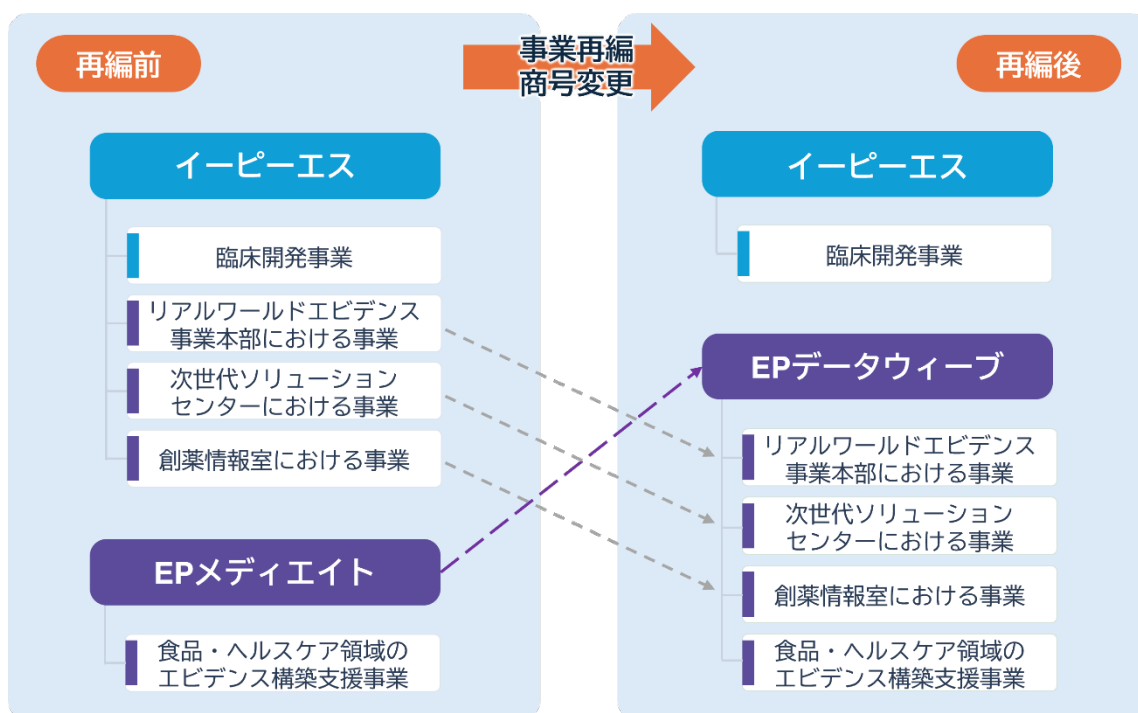 再編前
事業再編
商号変更
再編後
イーピーエス
臨床開発事業
リアルワールドエビデンス
事業本部における事業
次世代ソリューション
センターにおける事業
創薬情報室における事業
EPメディエイト
食品・ヘルスケア領域の
エビデンス構築支援事業
イーピーエス
臨床開発事業
EPデータウィーブ
リアルワールドエビデンス
事業本部における事業
次世代ソリューション
センターにおける事業
創薬情報室における事業
食品・ヘルスケア領域の
エビデンス構築支援事業